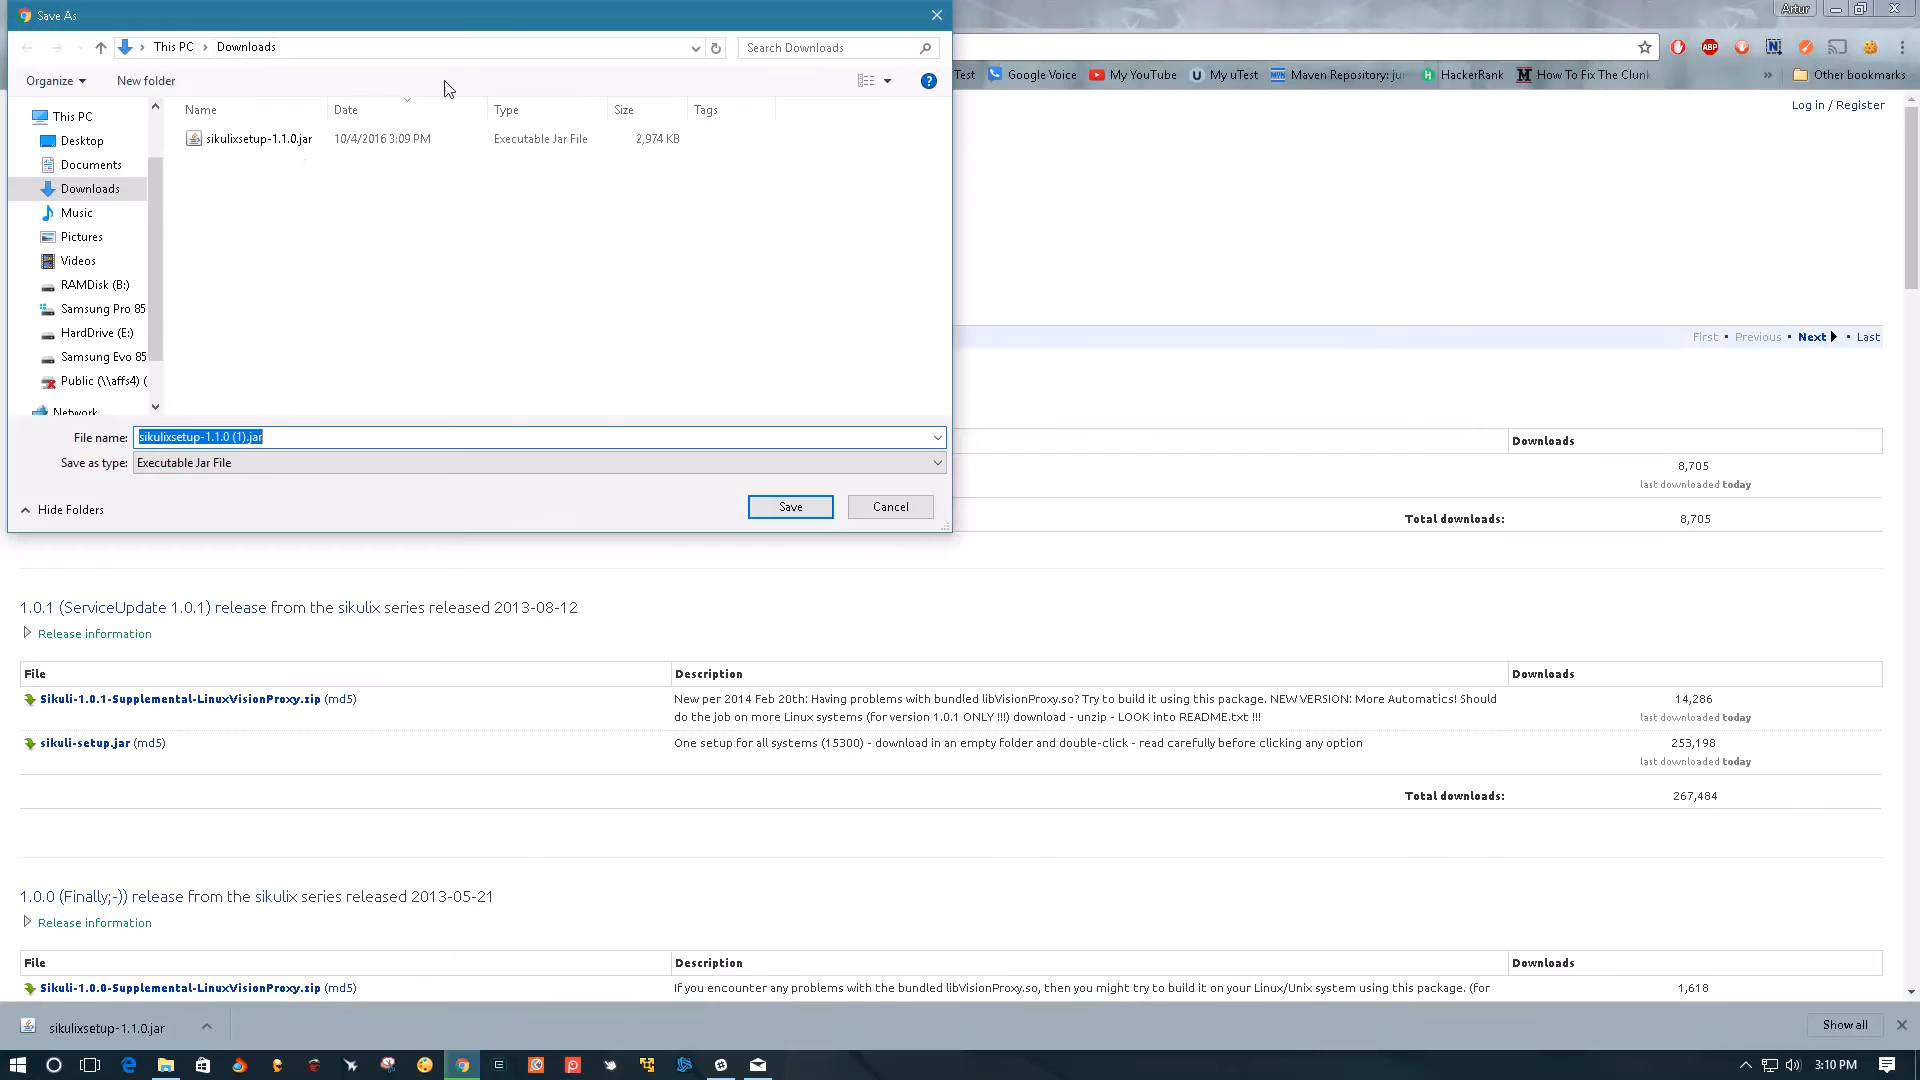 Save As
Artur
This PC > Downloads
Search Downloads
Organize
New folder
Test
Google Voice
My YouTube
My uTest
Maven Repository: ju
HackerRank
How To Fix The Clunk
»
Other bookmarks
Log in / Register
Name
Date
Type
Size
Tags
sikulixsetup-1.1.0.jar
10/4/2016 3:09 PM
Executable Jar File
2,974 KB
This PC
Desktop
Documents
Downloads
Music
Pictures
Videos
RAMDisk (B:)
Samsung Pro 85
HardDrive (E:)
Samsung Evo 85
Public (\\affs4) (
Network
First • Previous • Next • Last
File name: sikulixsetup-1.1.0 (1).jar
Save as type: Executable Jar File
Hide Folders
Save
Cancel
Downloads
8,705
last downloaded today
Total downloads: 8,705
1.0.1 (ServiceUpdate 1.0.1) release from the sikulix series released 2013-08-12
Release information
File
Description
Downloads
Sikuli-1.0.1-Supplemental-LinuxVisionProxy.zip (md5)
New per 2014 Feb 20th: Having problems with bundled libVisionProxy.so? Try to build it using this package. NEW VERSION: More Automatics! Should
do the job on more Linux systems (for version 1.0.1 ONLY !!!) download - unzip - LOOK into README.txt !!!
14,286
last downloaded today
sikuli-setup.jar (md5)
One setup for all systems (15300) - download in an empty folder and double-click - read carefully before clicking any option
253,198
last downloaded today
Total downloads: 267,484
1.0.0 (Finally;-)) release from the sikulix series released 2013-05-21
Release information
File
Description
Downloads
Sikuli-1.0.0-Supplemental-LinuxVisionProxy.zip (md5)
If you encounter any problems with the bundled libVisionProxy.so, then you might try to build it on your Linux/Unix system using this package. (for
1,618
sikulixsetup-1.1.0.jar
Show all
3:10 PM